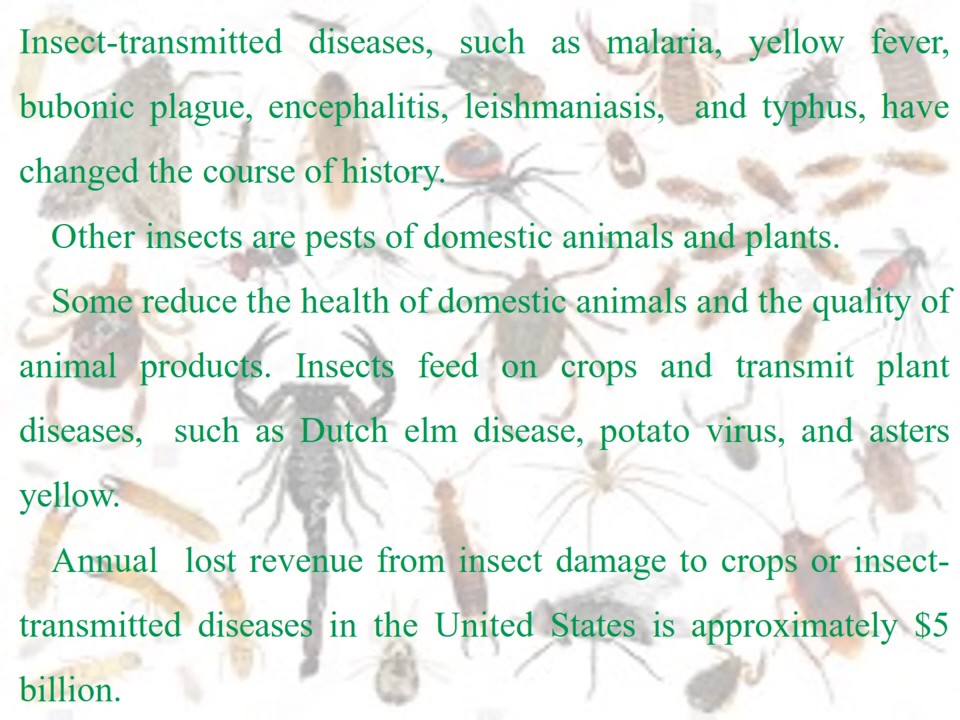 Insect-transmitted diseases, such as malaria, yellow fever,
bubonic plague, encephalitis, leishmaniasis, and typhus, have
changed the course of history.
Other insects are pests of domestic animals and plants.
Some reduce the health of domestic animals and the quality of
animal products. Insects feed on crops and transmit plant
diseases, such as Dutch elm disease, potato virus, and asters
yellow.
Annual lost revenue from insect damage to crops or insect-
transmitted diseases in the United States is approximately $5
billion.